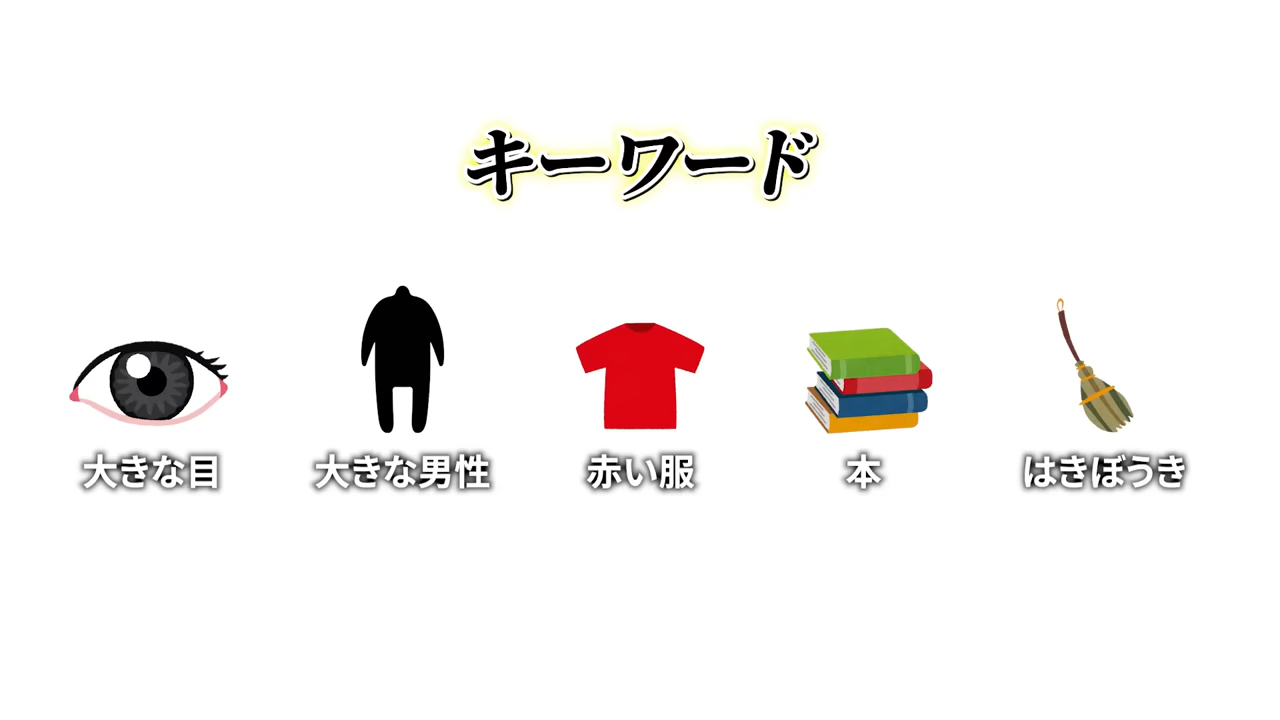 キーワード
大きな目
大きな男性
赤い服
本
はきぼうき